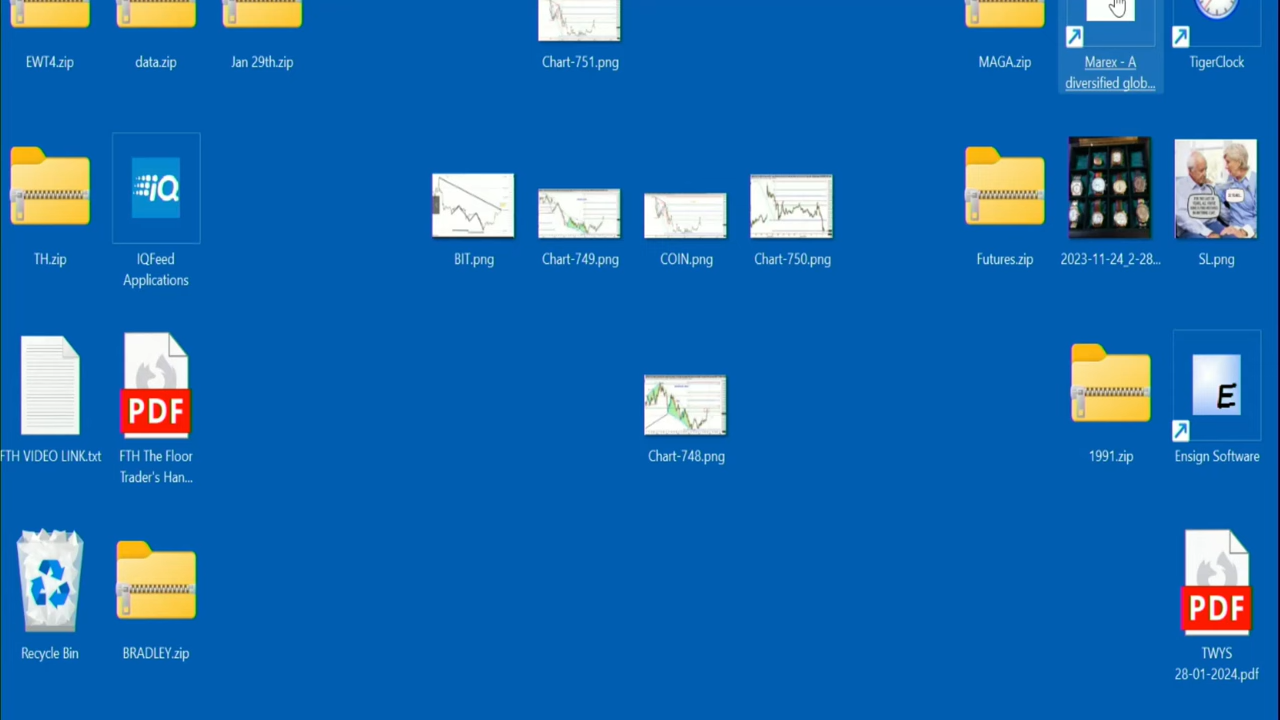 EWT4.zip
data.zip
Jan 29th.zip
Chart-751.png
MAGA.zip
Marex - A
diversified glob...
TigerClock
iQ
TH.zip
IQFeed
Applications
BIT.png
Chart-749.png
COIN.png
Chart-750.png
Futures.zip
2023-11-24_2-28...
SL.png
PDF
E
FTH VIDEO LINK.txt
FTH The Floor
Trader's Han...
Chart-748.png
1991.zip
Ensign Software
PDF
Recycle Bin
BRADLEY.zip
TWYS
28-01-2024.pdf